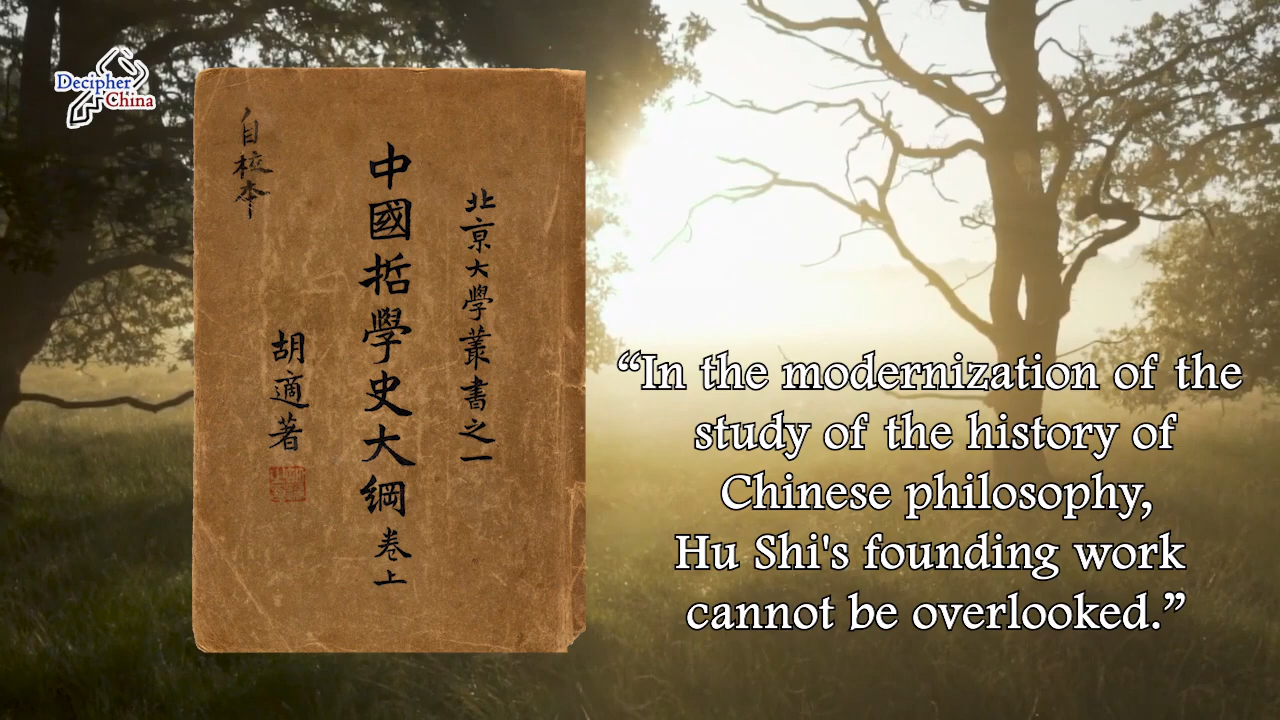 Decipher
China
北京大學叢書之一
中國哲學史大綱 卷上
胡適著
自校本
“In the modernization of the
study of the history of
Chinese philosophy,
Hu Shi's founding work
cannot be overlooked.”